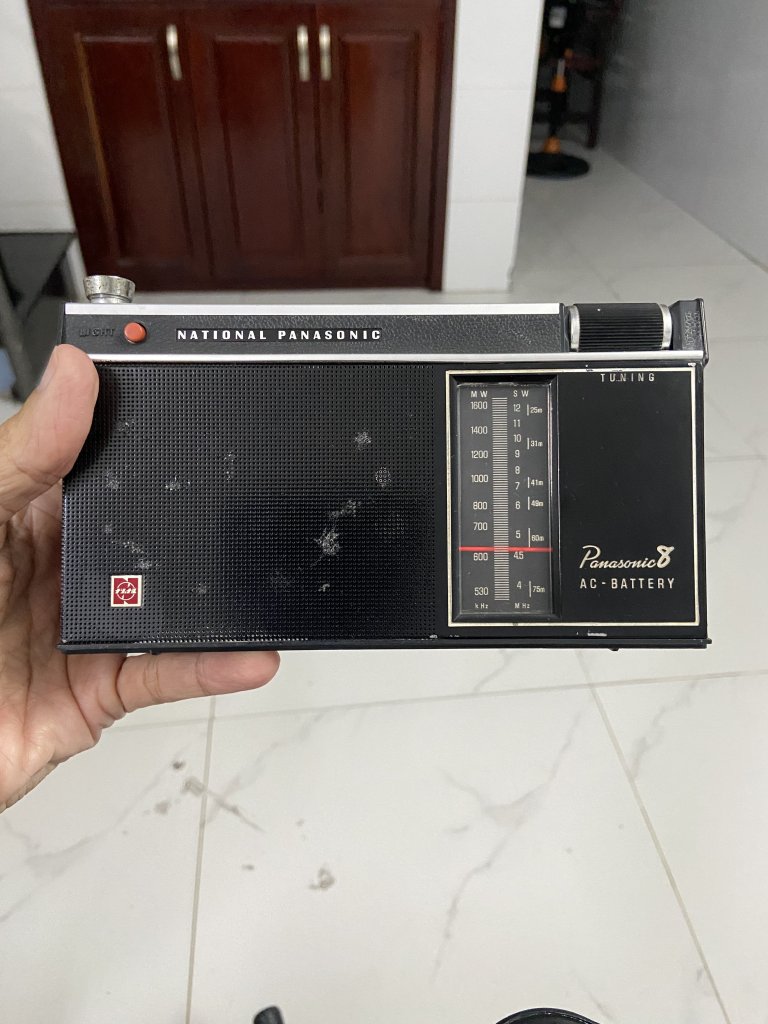 LIGHT
NATIONAL PANASONIC
TUNING
MW SW
1600 12 25m
11
1400 10 31m
1200 9
8
1000 7 41m
800 6 49m
700
5 60m
600 4.5
530 4 75m
kHz MHz
Panasonic 8
AC-BATTERY